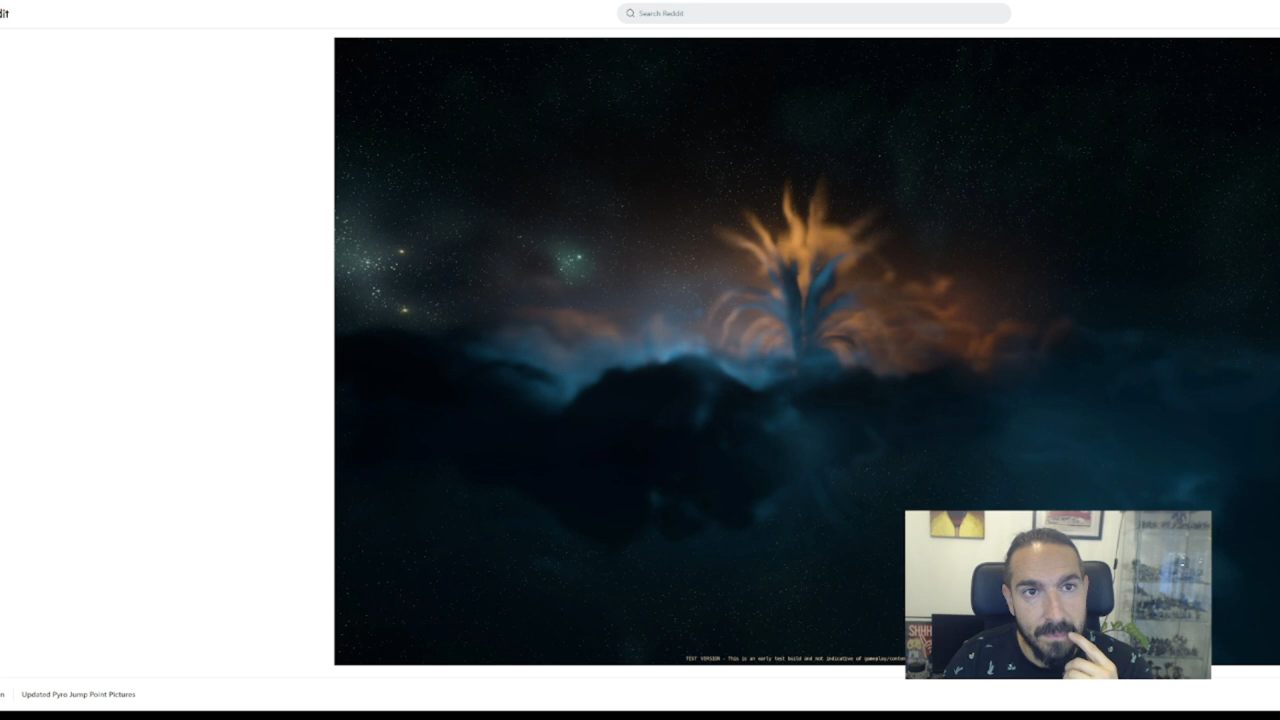 dit
Search Reddit
TEST VERSION - This is an early test build and not indicative of gameplay/conten
SHHH
n
Updated Pyro Jump Point Pictures